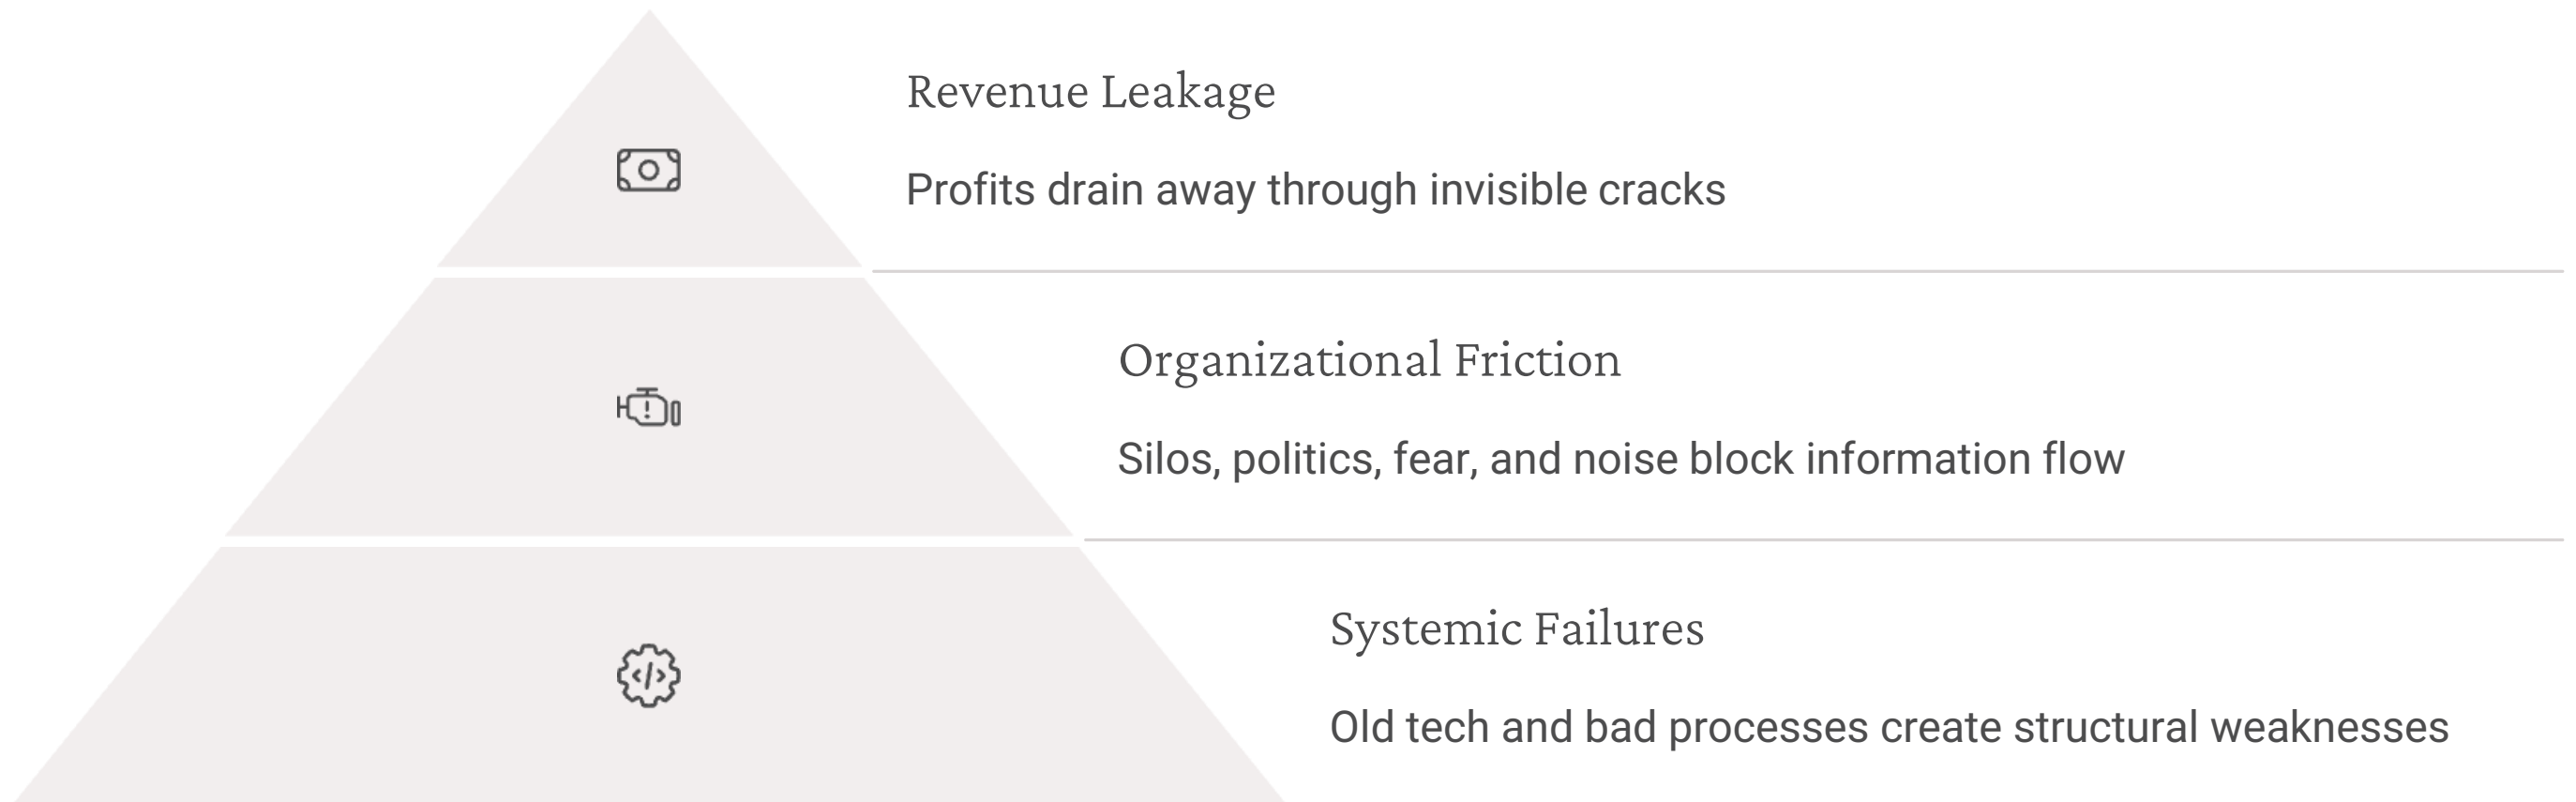 Revenue Leakage
Profits drain away through invisible cracks
Organizational Friction
Silos, politics, fear, and noise block information flow
Systemic Failures
Old tech and bad processes create structural weaknesses